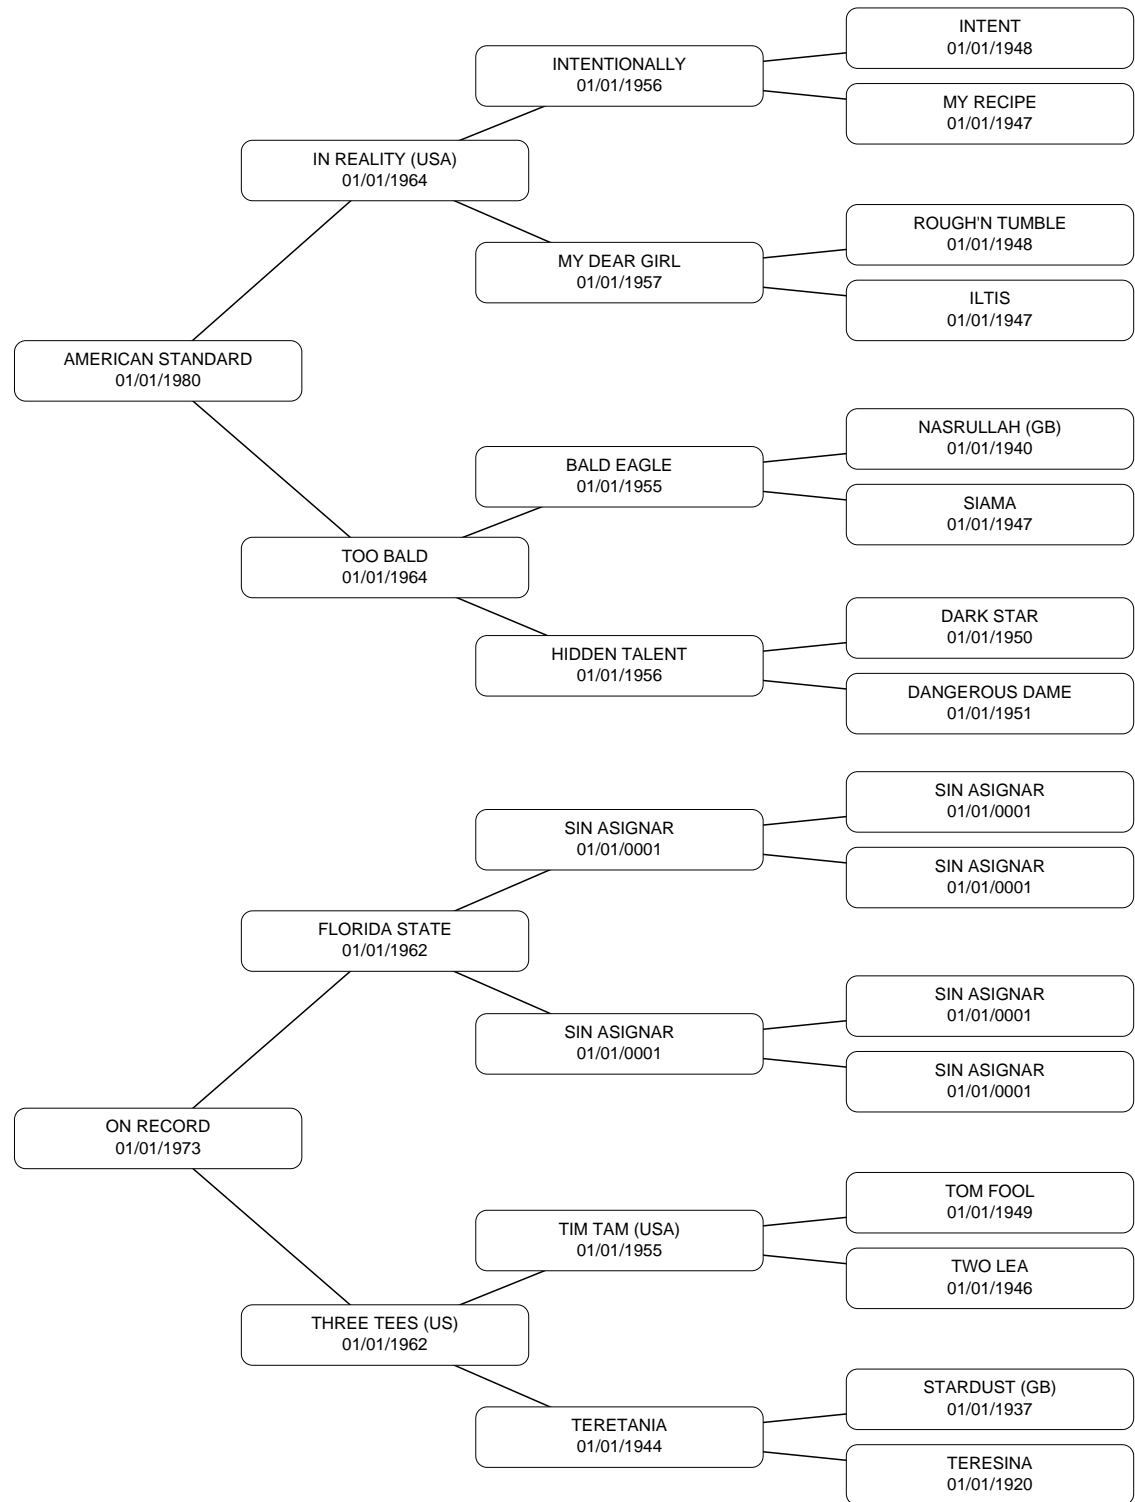 INTENT
01/01/1948
INTENTIONALLY
01/01/1956
MY RECIPE
01/01/1947
IN REALITY (USA)
01/01/1964
ROUGH'N TUMBLE
01/01/1948
MY DEAR GIRL
01/01/1957
ILTIS
01/01/1947
AMERICAN STANDARD
01/01/1980
NASRULLAH (GB)
01/01/1940
BALD EAGLE
01/01/1955
SIAMA
01/01/1947
TOO BALD
01/01/1964
DARK STAR
01/01/1950
HIDDEN TALENT
01/01/1956
DANGEROUS DAME
01/01/1951
SIN ASIGNAR
01/01/0001
SIN ASIGNAR
01/01/0001
SIN ASIGNAR
01/01/0001
FLORIDA STATE
01/01/1962
SIN ASIGNAR
01/01/0001
SIN ASIGNAR
01/01/0001
SIN ASIGNAR
01/01/0001
ON RECORD
01/01/1973
TOM FOOL
01/01/1949
TIM TAM (USA)
01/01/1955
TWO LEA
01/01/1946
THREE TEES (US)
01/01/1962
STARDUST (GB)
01/01/1937
TERETANIA
01/01/1944
TERESINA
01/01/1920